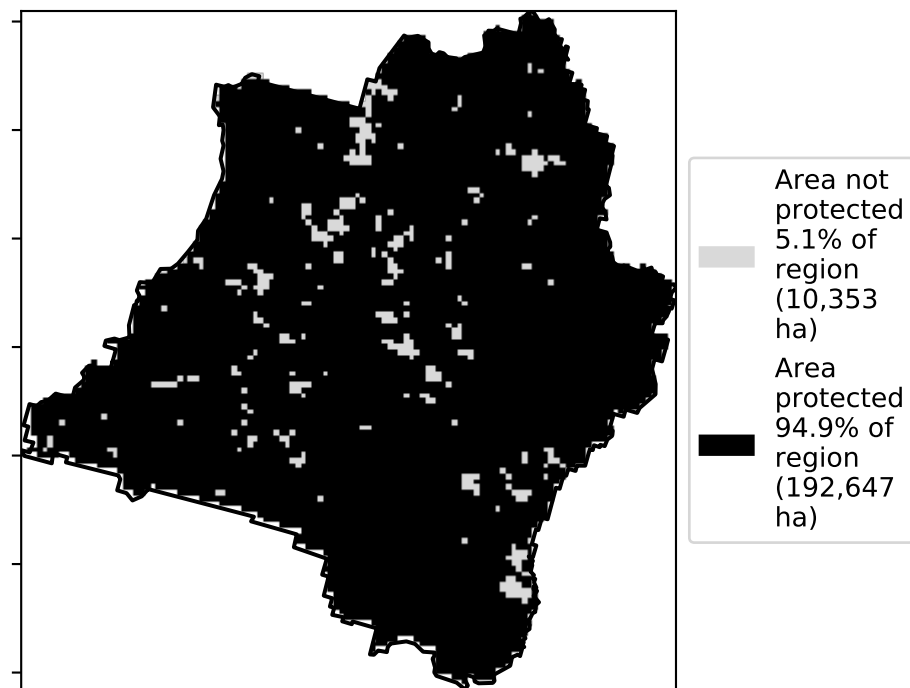 Area not
protected
5.1% of
region
(10,353
ha)
Area
protected
94.9% of
region
(192,647
ha)